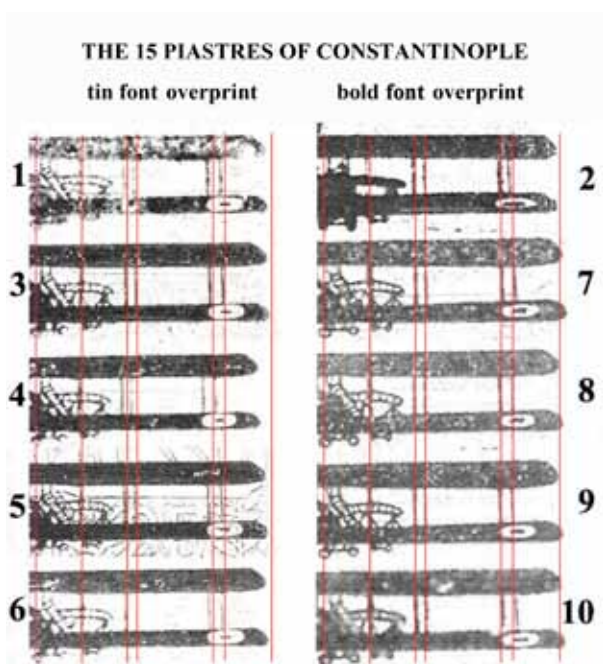 THE 15 PIASTRES OF CONSTANTINOPLE
tin font overprint bold font overprint
1 2
3 7
4 8
5 9
6 10